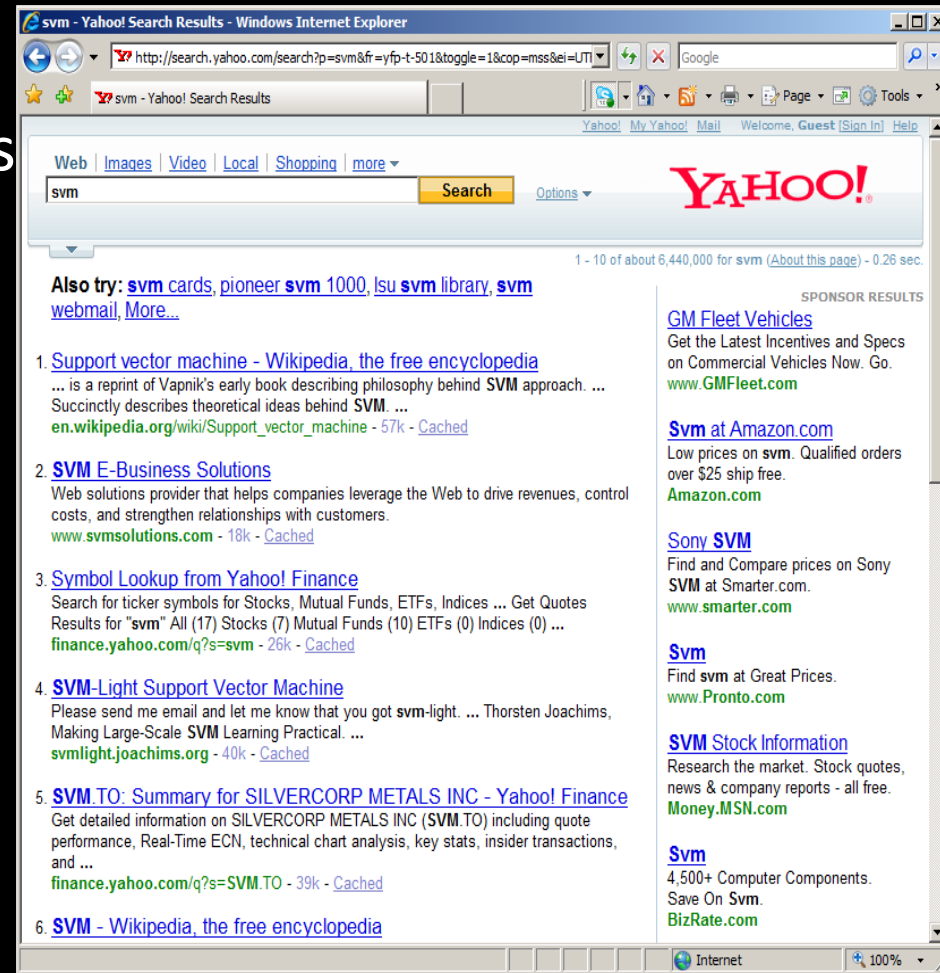 svm - Yahoo! Search Results - Windows Internet Explorer
http://search.yahoo.com/search?p=svm&fr=yfp-t-501&toggle=1&cop=mss&ei=UT
Google
svm - Yahoo! Search Results
Page
Tools
Yahoo! My Yahoo! Mail Welcome, Guest [Sign In] Help
s
Web | Images | Video | Local | Shopping | more
svm
Search
Options
YAHOO!
1 - 10 of about 6,440,000 for svm (About this page) - 0.26 sec.
Also try: svm cards, pioneer svm 1000, lsu svm library, svm
webmail, More...
1. Support vector machine - Wikipedia, the free encyclopedia
... is a reprint of Vapnik's early book describing philosophy behind SVM approach. ...
Succinctly describes theoretical ideas behind SVM. ...
en.wikipedia.org/wiki/Support_vector_machine - 57k - Cached
2. SVM E-Business Solutions
Web solutions provider that helps companies leverage the Web to drive revenues, control
costs, and strengthen relationships with customers.
www.svmsolutions.com - 18k - Cached
3. Symbol Lookup from Yahoo! Finance
Search for ticker symbols for Stocks, Mutual Funds, ETFs, Indices ... Get Quotes
Results for "svm" All (17) Stocks (7) Mutual Funds (10) ETFs (0) Indices (0) ...
finance.yahoo.com/q?s=svm - 26k - Cached
4. SVM-Light Support Vector Machine
Please send me email and let me know that you got svm-light. ... Thorsten Joachims,
Making Large-Scale SVM Learning Practical. ...
svmlight.joachims.org - 40k - Cached
5. SVM.TO: Summary for SILVERCORP METALS INC - Yahoo! Finance
Get detailed information on SILVERCORP METALS INC (SVM.TO) including quote
performance, Real-Time ECN, technical chart analysis, key stats, insider transactions,
and ...
finance.yahoo.com/q?s=SVM.TO - 39k - Cached
6. SVM - Wikipedia, the free encyclopedia
SPONSOR RESULTS
GM Fleet Vehicles
Get the Latest Incentives and Specs
on Commercial Vehicles Now. Go.
www.GMFleet.com
Svm at Amazon.com
Low prices on svm. Qualified orders
over $25 ship free.
Amazon.com
Sony SVM
Find and Compare prices on Sony
SVM at Smarter.com.
www.smarter.com
Svm
Find svm at Great Prices.
www.Pronto.com
SVM Stock Information
Research the market. Stock quotes,
news & company reports - all free.
Money.MSN.com
Svm
4,500+ Computer Components.
Save On Svm.
BizRate.com
Internet
100%